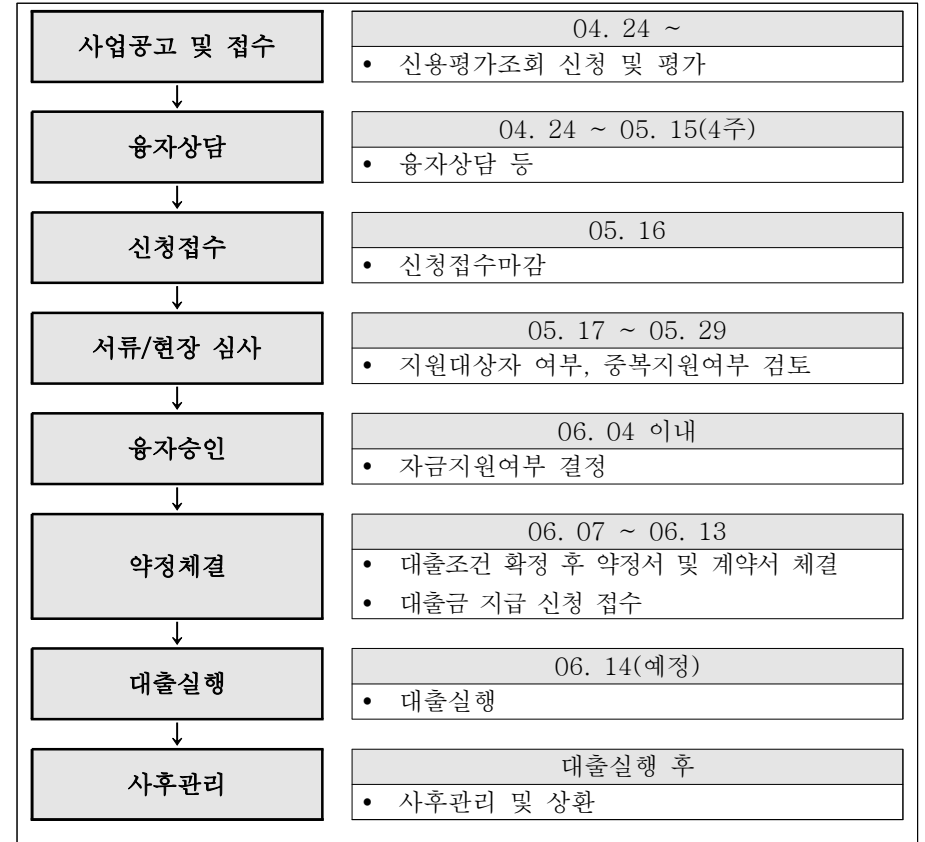 사업공고 및 접수
04. 24 ~
• 신용평가조회 신청 및 평가
융자상담
04. 24 ~ 05. 15(4주)
• 융자상담 등
신청접수
05. 16
• 신청접수마감
서류/현장 심사
05. 17 ~ 05. 29
• 지원대상자 여부, 중복지원여부 검토
융자승인
06. 04 이내
• 자금지원여부 결정
약정체결
06. 07 ~ 06. 13
• 대출조건 확정 후 약정서 및 계약서 체결
• 대출금 지급 신청 접수
대출실행
06. 14(예정)
• 대출실행
사후관리
대출실행 후
• 사후관리 및 상환